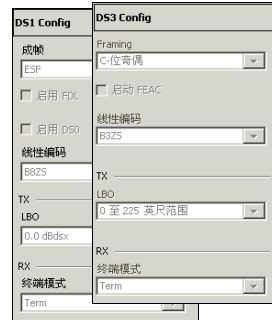 DS1 Config
成帧
ESF
启用 FDL
启用 DS0
线性编码
B8ZS
TX
LBO
0.0 dBdsx
RX
终端模式
Term
DS3 Config
Framing
C-位奇偶
启动 FEAC
线性编码
B3ZS
TX
LBO
0 至 225 英尺范围
RX
终端模式
Term